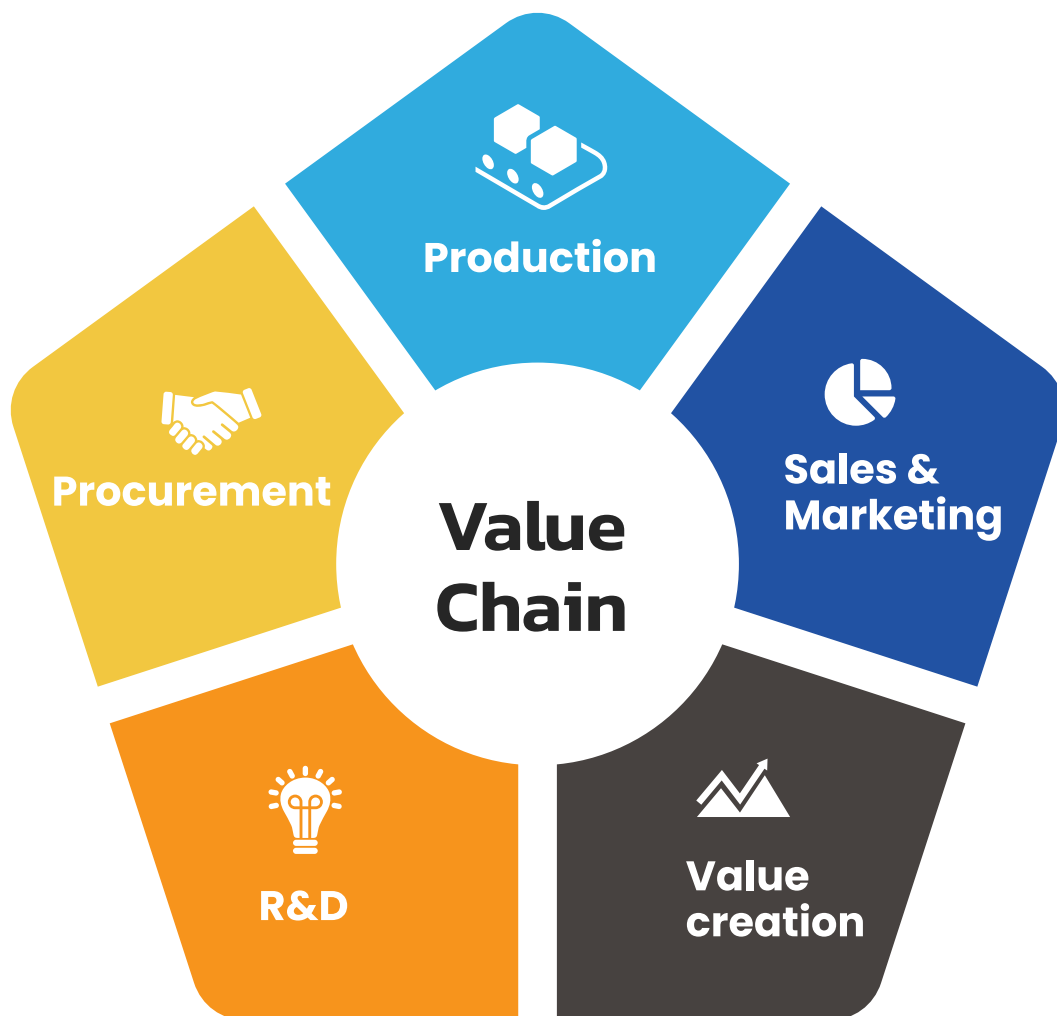 Production
Procurement
Sales &
Marketing
Value
Chain
R&D
Value
creation